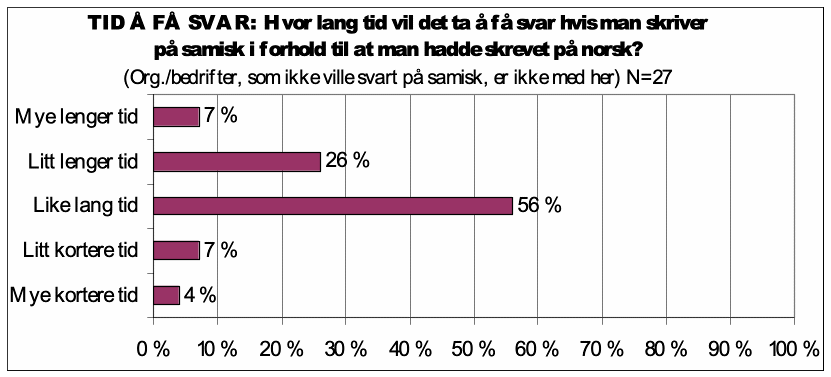 TID Å FÅ SVAR: Hvor lang tid vil det ta å få svar hvis man skriver
på samisk i forhold til at man hadde skrevet på norsk?
(Org./bedrifter, som ikke ville svart på samisk, er ikke med her) N=27
Mye lenger tid 7 %
Litt lenger tid 26 %
Like lang tid 56 %
Litt kortere tid 7 %
Mye kortere tid 4 %
0 % 10 % 20 % 30 % 40 % 50 % 60 % 70 % 80 % 90 % 100 %